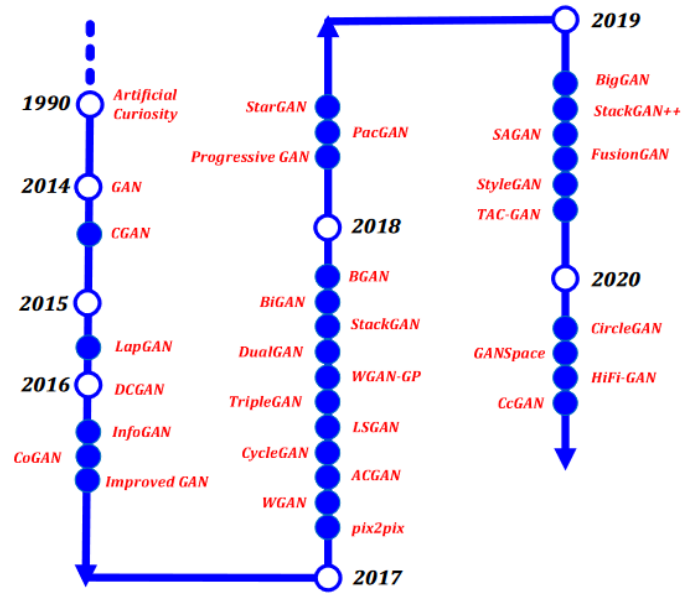 1990
Artificial
Curiosity
2014
GAN
CGAN
2015
LapGAN
2016
DCGAN
InfoGAN
CoGAN
Improved GAN
2017
pix2pix
WGAN
ACGAN
CycleGAN
LSGAN
TripleGAN
WGAN-GP
DualGAN
StackGAN
BiGAN
BGAN
2018
Progressive GAN
PacGAN
StarGAN
2019
BigGAN
StackGAN++
SAGAN
FusionGAN
StyleGAN
TAC-GAN
2020
CircleGAN
GANSpace
HiFi-GAN
CcGAN